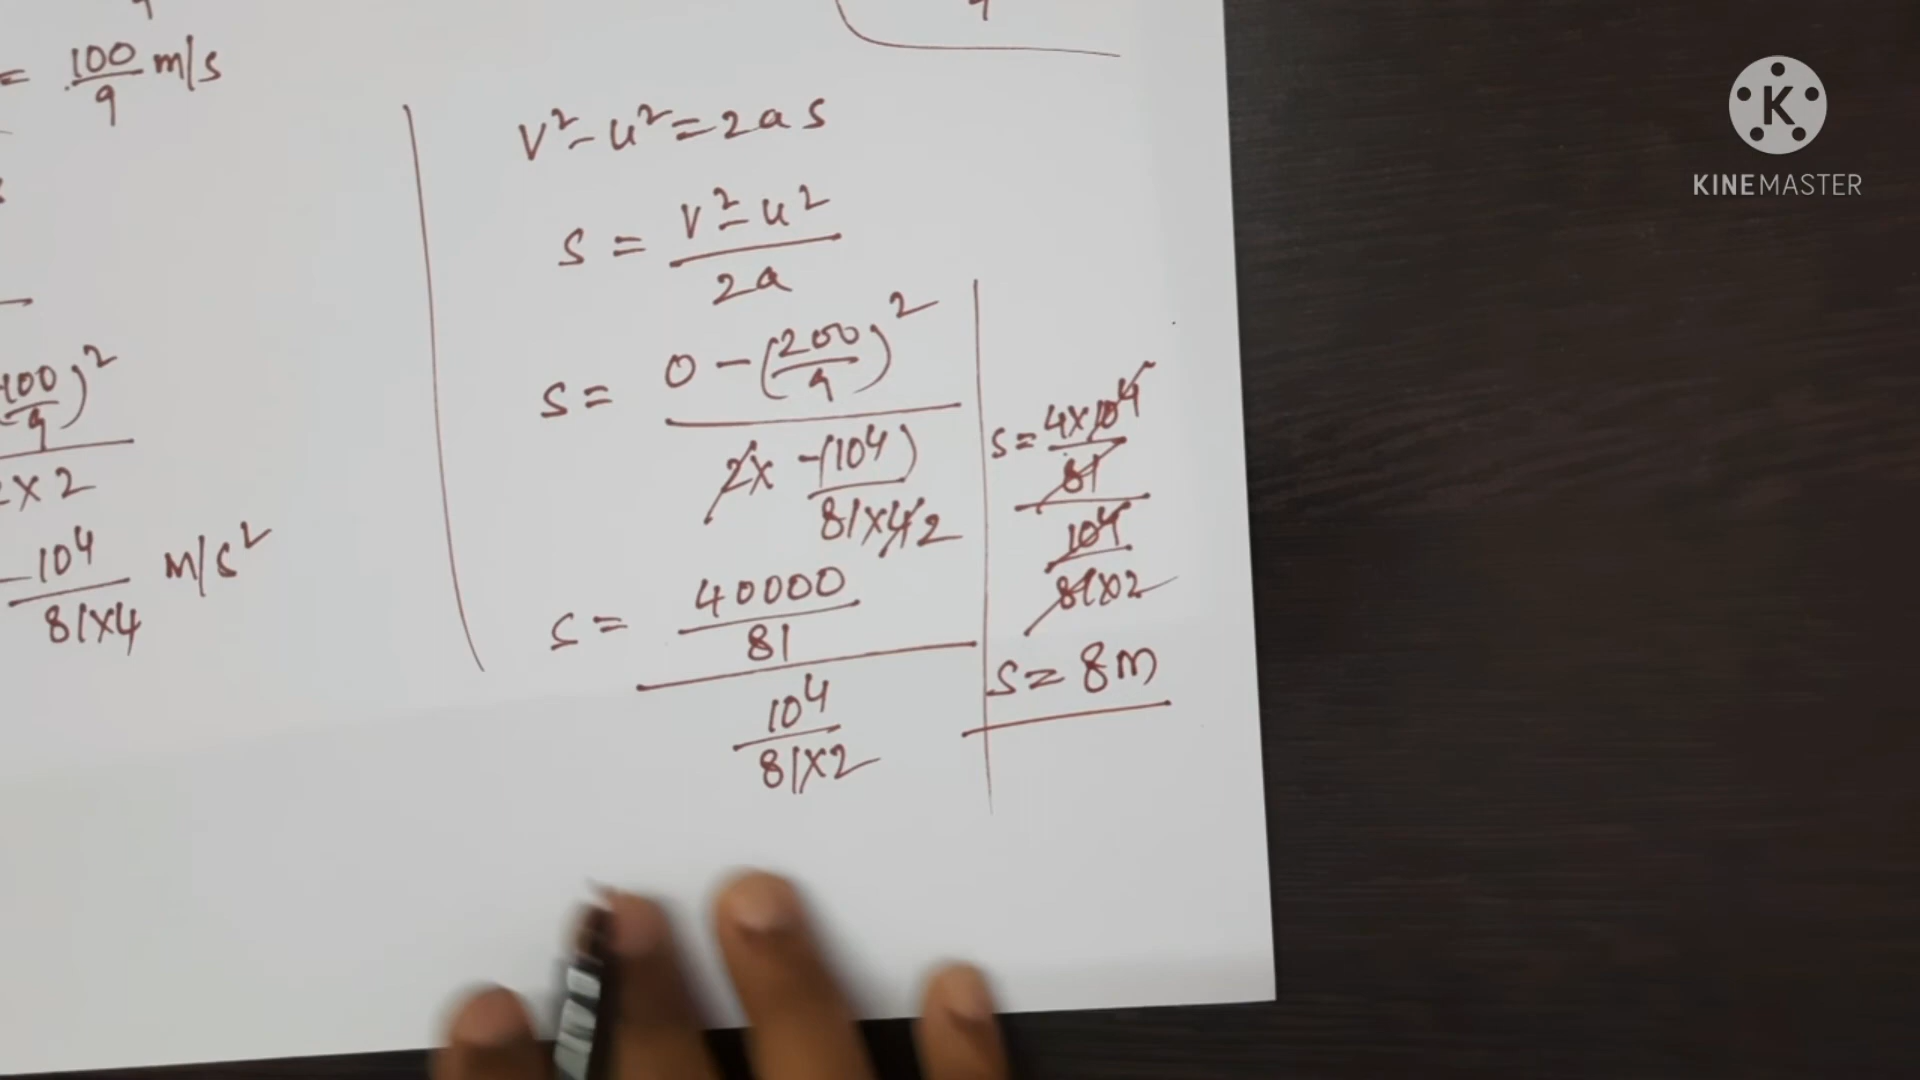 = 100/9 m/s
(100/9)²
2×2
-10⁴/81×4 m/s²
v²-u²=2as
s = v²-u²/2a
s = 0-(200/9)²
2× -(10⁴)/81×4 2
s = 40000/81
10⁴/81×2
s = 4×10⁴/81
10⁴/81×2
s = 8m
K
KINEMASTER